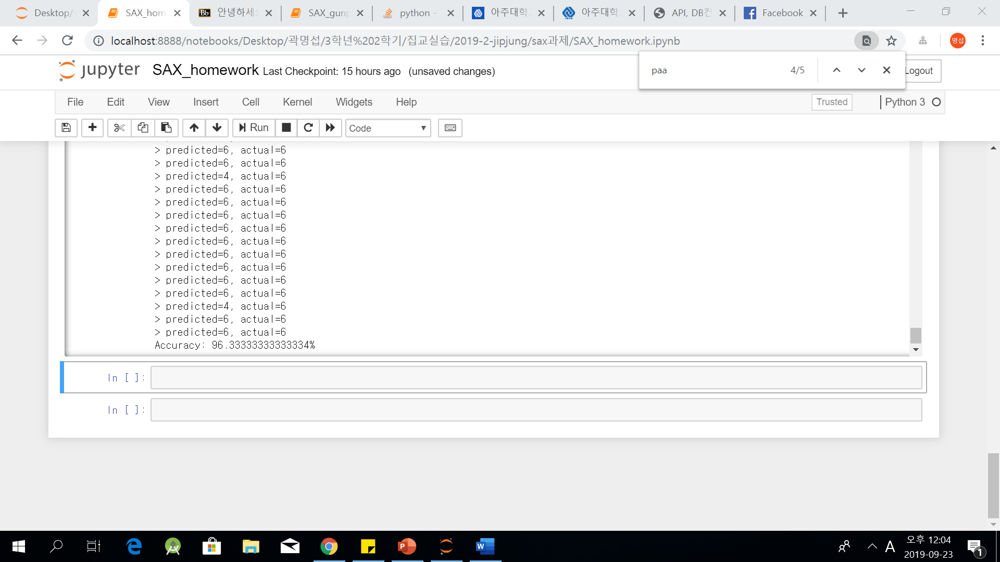 Desktop/
SAX_hom
Bb 안녕하세
SAX_gunp
python -
아주대학
아주대학
API, DB컨
Facebook
localhost:8888/notebooks/Desktop/곽명섭/3학년%202학기/집교실습/2019-2-jipjung/sax과제/SAX_homework.ipynb
명섭
paa 4/5
jupyter SAX_homework Last Checkpoint: 15 hours ago (unsaved changes)
Logout
File Edit View Insert Cell Kernel Widgets Help
Trusted
Python 3
Run
Code
> predicted=6, actual=6
> predicted=6, actual=6
> predicted=4, actual=6
> predicted=6, actual=6
> predicted=6, actual=6
> predicted=6, actual=6
> predicted=6, actual=6
> predicted=6, actual=6
> predicted=6, actual=6
> predicted=6, actual=6
> predicted=6, actual=6
> predicted=6, actual=6
> predicted=4, actual=6
> predicted=6, actual=6
> predicted=6, actual=6
Accuracy: 96.33333333333334%
In [ ]:
In [ ]:
P
W
A
오후 12:04
2019-09-23
1